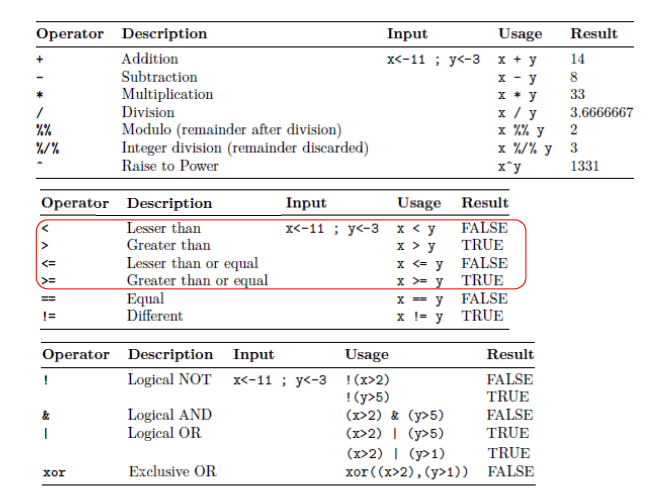 Operator Description Input Usage Result
+ Addition x<-11 ; y<-3 x + y 14
- Subtraction x - y 8
* Multiplication x * y 33
/ Division x / y 3.6666667
%% Modulo (remainder after division) x %% y 2
%/% Integer division (remainder discarded) x %/% y 3
^ Raise to Power x^y 1331
Operator Description Input Usage Result
< Lesser than x<-11 ; y<-3 x < y FALSE
> Greater than x > y TRUE
<= Lesser than or equal x <= y FALSE
>= Greater than or equal x >= y TRUE
== Equal x == y FALSE
!= Different x != y TRUE
Operator Description Input Usage Result
! Logical NOT x<-11 ; y<-3 !(x>2) FALSE
!(y>5) TRUE
& Logical AND (x>2) & (y>5) FALSE
| Logical OR (x>2) | (y>5) TRUE
(x>2) | (y>1) TRUE
xor Exclusive OR xor((x>2),(y>1)) FALSE